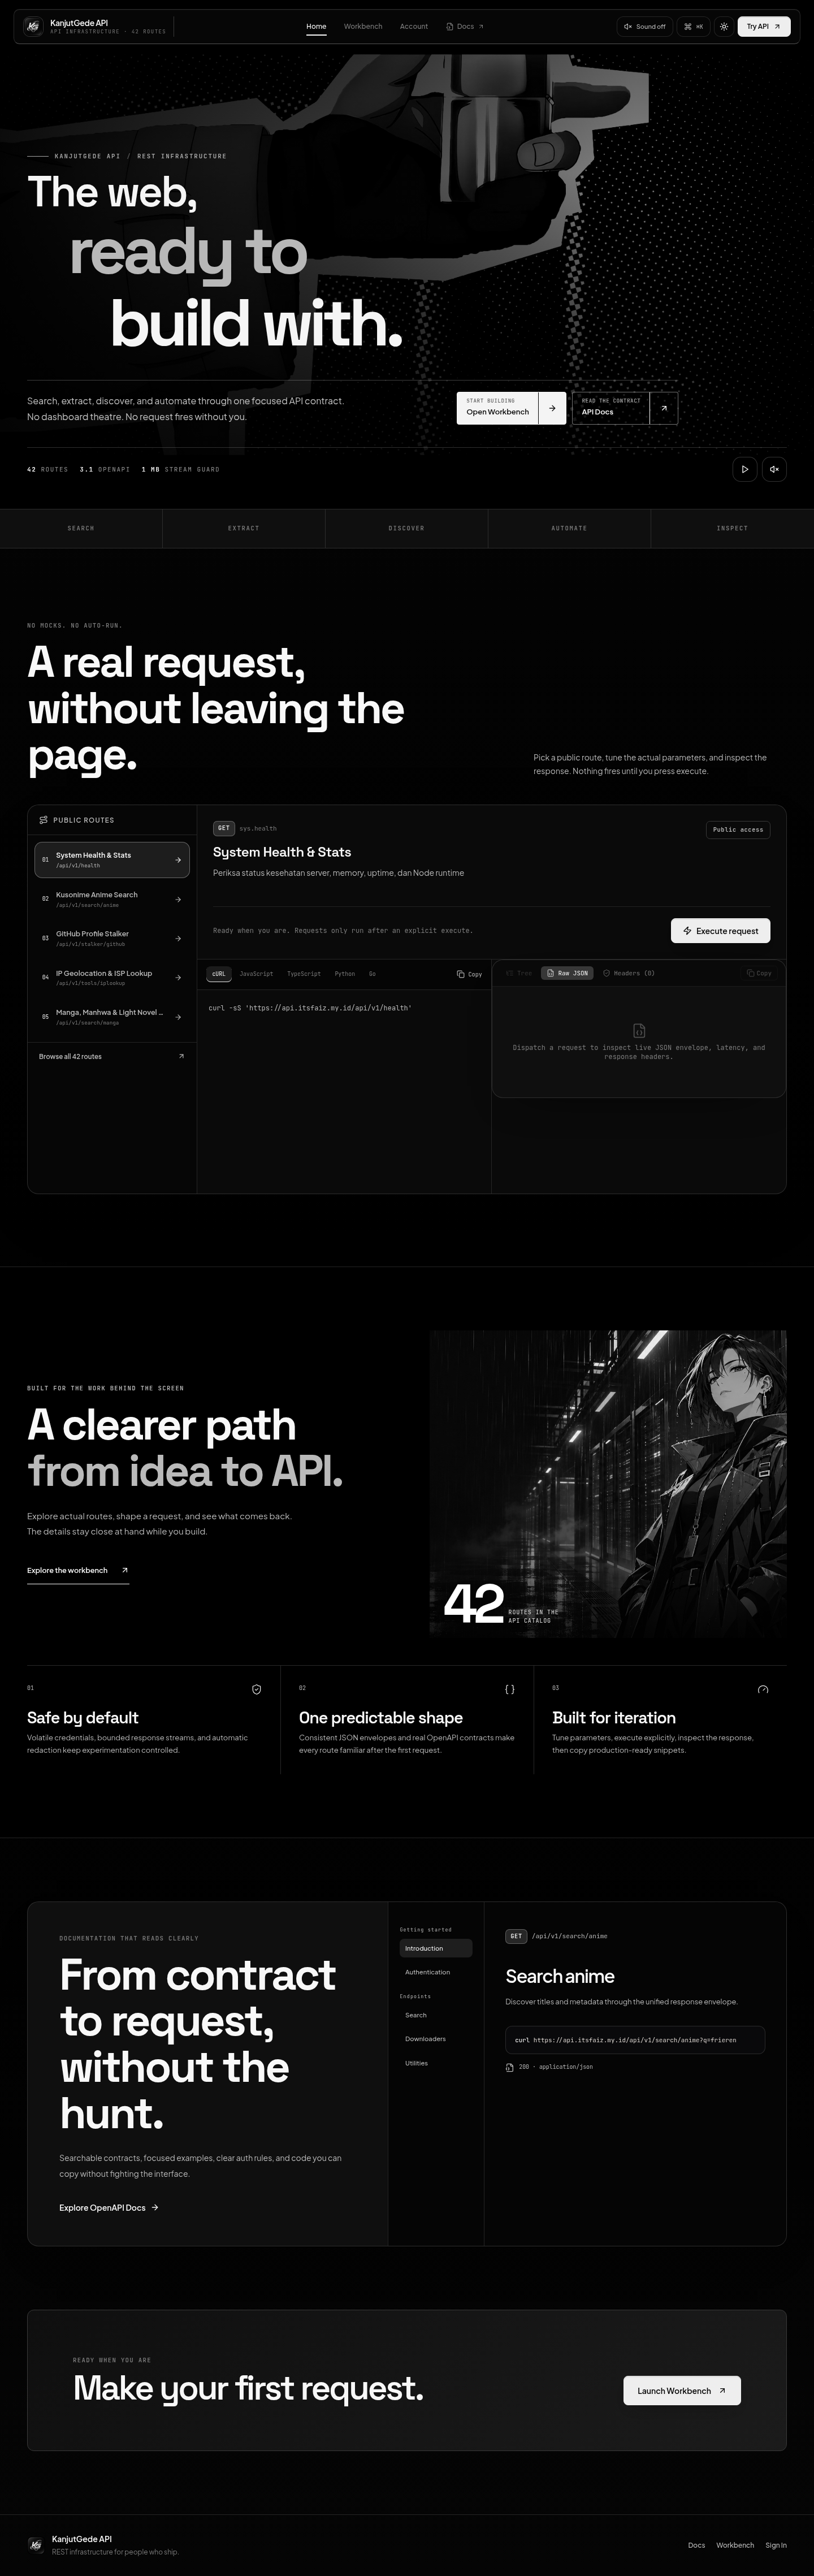 KanjutGede API
API INFRASTRUCTURE · 42 ROUTES
Home
Workbench
Account
Docs
Sound off
⌘K
Try API
KANJUTGEDE API / REST INFRASTRUCTURE
The web,
ready to
build with.
Search, extract, discover, and automate through one focused API contract.
No dashboard theatre. No request fires without you.
START BUILDING
Open Workbench
READ THE CONTRACT
API Docs
42 ROUTES 3.1 OPENAPI 1 MB STREAM GUARD
SEARCH
EXTRACT
DISCOVER
AUTOMATE
INSPECT
NO MOCKS. NO AUTO-RUN.
A real request,
without leaving the
page.
Pick a public route, tune the actual parameters, and inspect the
response. Nothing fires until you press execute.
PUBLIC ROUTES
01 System Health & Stats
/api/v1/health
02 Kusonime Anime Search
/api/v1/search/anime
03 GitHub Profile Stalker
/api/v1/stalker/github
04 IP Geolocation & ISP Lookup
/api/v1/tools/iplookup
05 Manga, Manhwa & Light Novel …
/api/v1/search/manga
Browse all 42 routes
GET sys.health
Public access
System Health & Stats
Periksa status kesehatan server, memory, uptime, dan Node runtime
Ready when you are. Requests only run after an explicit execute.
Execute request
cURL JavaScript TypeScript Python Go Copy
curl -sS 'https://api.itsfaiz.my.id/api/v1/health'
Tree Raw JSON Headers (0) Copy
Dispatch a request to inspect live JSON envelope, latency, and
response headers.
BUILT FOR THE WORK BEHIND THE SCREEN
A clearer path
from idea to API.
Explore actual routes, shape a request, and see what comes back.
The details stay close at hand while you build.
Explore the workbench
42
ROUTES IN THE
API CATALOG
01
Safe by default
Volatile credentials, bounded response streams, and automatic
redaction keep experimentation controlled.
02
One predictable shape
Consistent JSON envelopes and real OpenAPI contracts make
every route familiar after the first request.
03
Built for iteration
Tune parameters, execute explicitly, inspect the response,
then copy production-ready snippets.
DOCUMENTATION THAT READS CLEARLY
From contract
to request,
without the
hunt.
Searchable contracts, focused examples, clear auth rules, and code you can
copy without fighting the interface.
Explore OpenAPI Docs
Getting started
Introduction
Authentication
Endpoints
Search
Downloaders
Utilities
GET /api/v1/search/anime
Search anime
Discover titles and metadata through the unified response envelope.
curl https://api.itsfaiz.my.id/api/v1/search/anime?q=frieren
200 · application/json
READY WHEN YOU ARE
Make your first request.
Launch Workbench
KanjutGede API
REST infrastructure for people who ship.
Docs
Workbench
Sign In